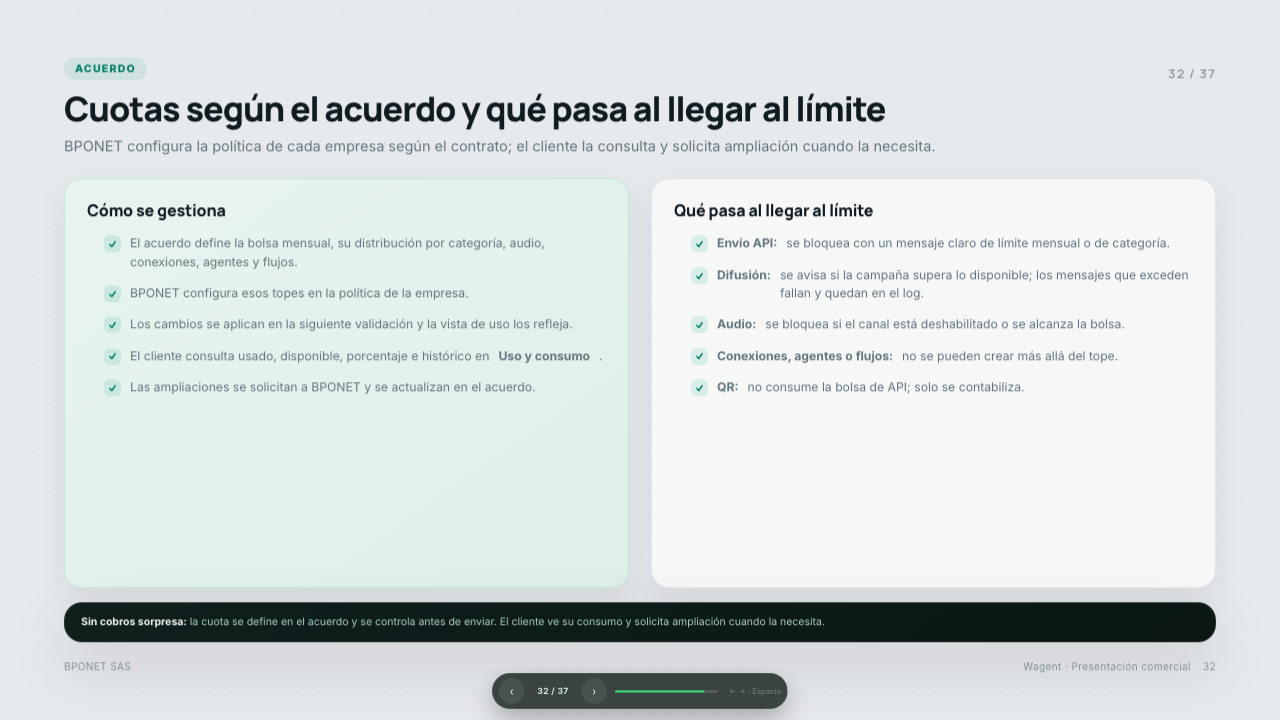 ACUERDO
32 / 37
Cuotas según el acuerdo y qué pasa al llegar al límite
BPONET configura la política de cada empresa según el contrato; el cliente la consulta y solicita ampliación cuando la necesita.
Cómo se gestiona
El acuerdo define la bolsa mensual, su distribución por categoría, audio,
conexiones, agentes y flujos.
BPONET configura esos topes en la política de la empresa.
Los cambios se aplican en la siguiente validación y la vista de uso los refleja.
El cliente consulta usado, disponible, porcentaje e histórico en Uso y consumo .
Las ampliaciones se solicitan a BPONET y se actualizan en el acuerdo.
Qué pasa al llegar al límite
Envío API: se bloquea con un mensaje claro de límite mensual o de categoría.
Difusión: se avisa si la campaña supera lo disponible; los mensajes que exceden
fallan y quedan en el log.
Audio: se bloquea si el canal está deshabilitado o se alcanza la bolsa.
Conexiones, agentes o flujos: no se pueden crear más allá del tope.
QR: no consume la bolsa de API; solo se contabiliza.
Sin cobros sorpresa: la cuota se define en el acuerdo y se controla antes de enviar. El cliente ve su consumo y solicita ampliación cuando la necesita.
BPONET SAS
Wagent · Presentación comercial 32
‹ 32 / 37 › ← → · Espacio